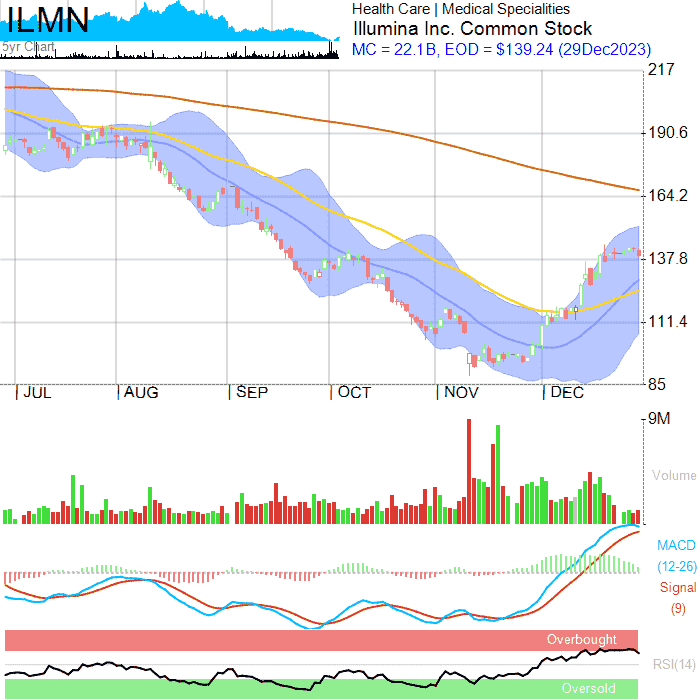 ILMN
5yr Chart
Health Care | Medical Specialities
Illumina Inc. Common Stock
MC = 22.1B, EOD = $139.24 (29Dec2023)
217
190.6
164.2
137.8
111.4
85
JUL AUG SEP OCT NOV DEC
9M
Volume
MACD
(12-26)
Signal
(9)
Overbought
RSI(14)
Oversold